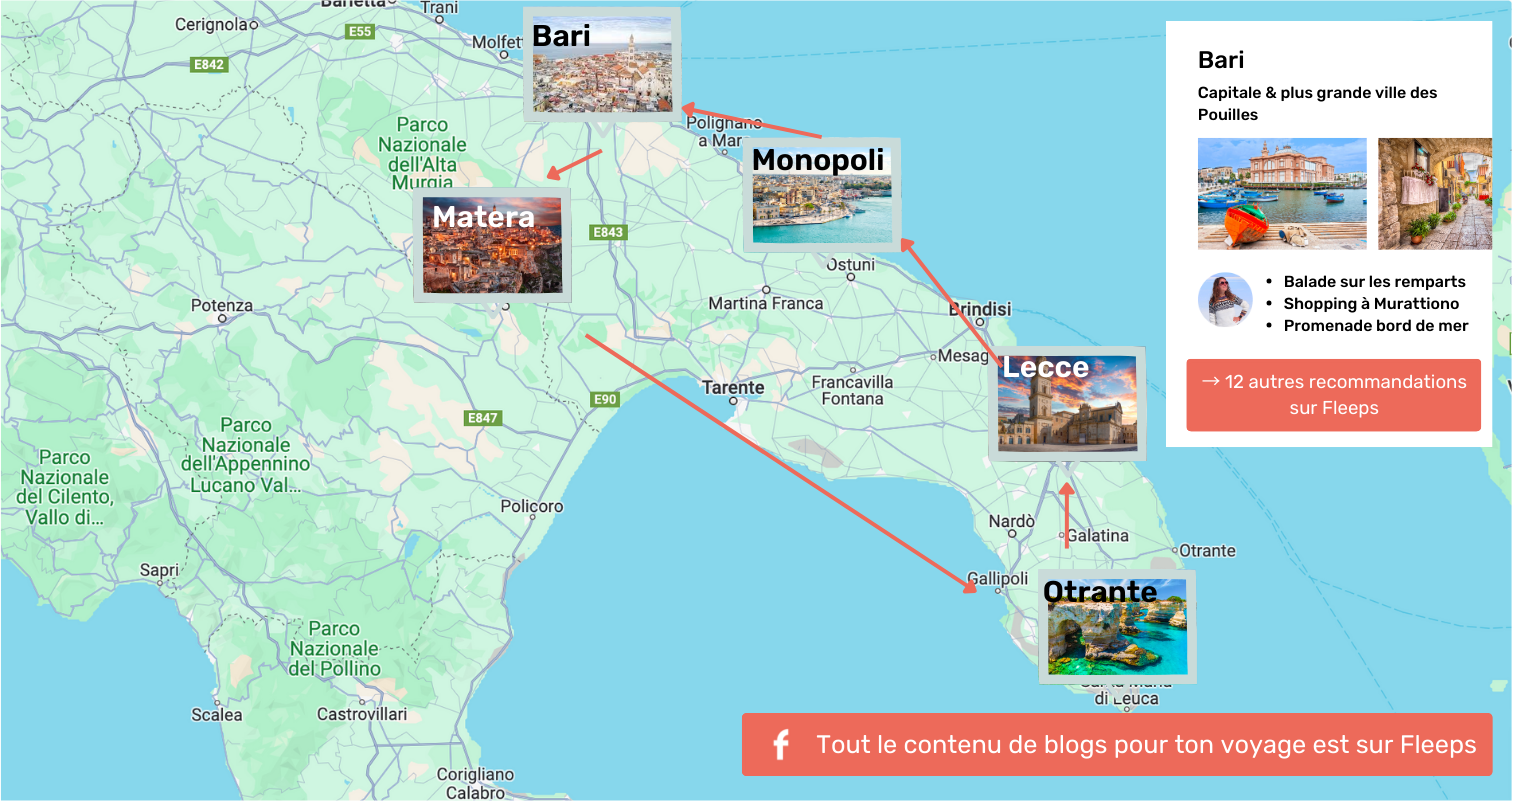 Barletta
Trani
Cerignola
E55
Molfet
E842
Bari
Polignano
a Mare
Parco
Nazionale
dell'Alta
Murgia
Monopoli
Matera
E843
Ostuni
Martina Franca
Brindisi
Potenza
Mesag
Lecce
Tarente
Francavilla
Fontana
E90
E847
Parco
Nazionale
dell'Appennino
Lucano Val...
Parco
Nazionale
del Cilento,
Vallo di...
Policoro
Nardò
Galatina
Otrante
Sapri
Gallipoli
Otrante
Parco
Nazionale
del Pollino
di Leuca
Scalea
Castrovillari
Corigliano
Calabro
Bari
Capitale & plus grande ville des
Pouilles
• Balade sur les remparts
• Shopping à Murattiono
• Promenade bord de mer
→ 12 autres recommandations
sur Fleeps
f Tout le contenu de blogs pour ton voyage est sur Fleeps